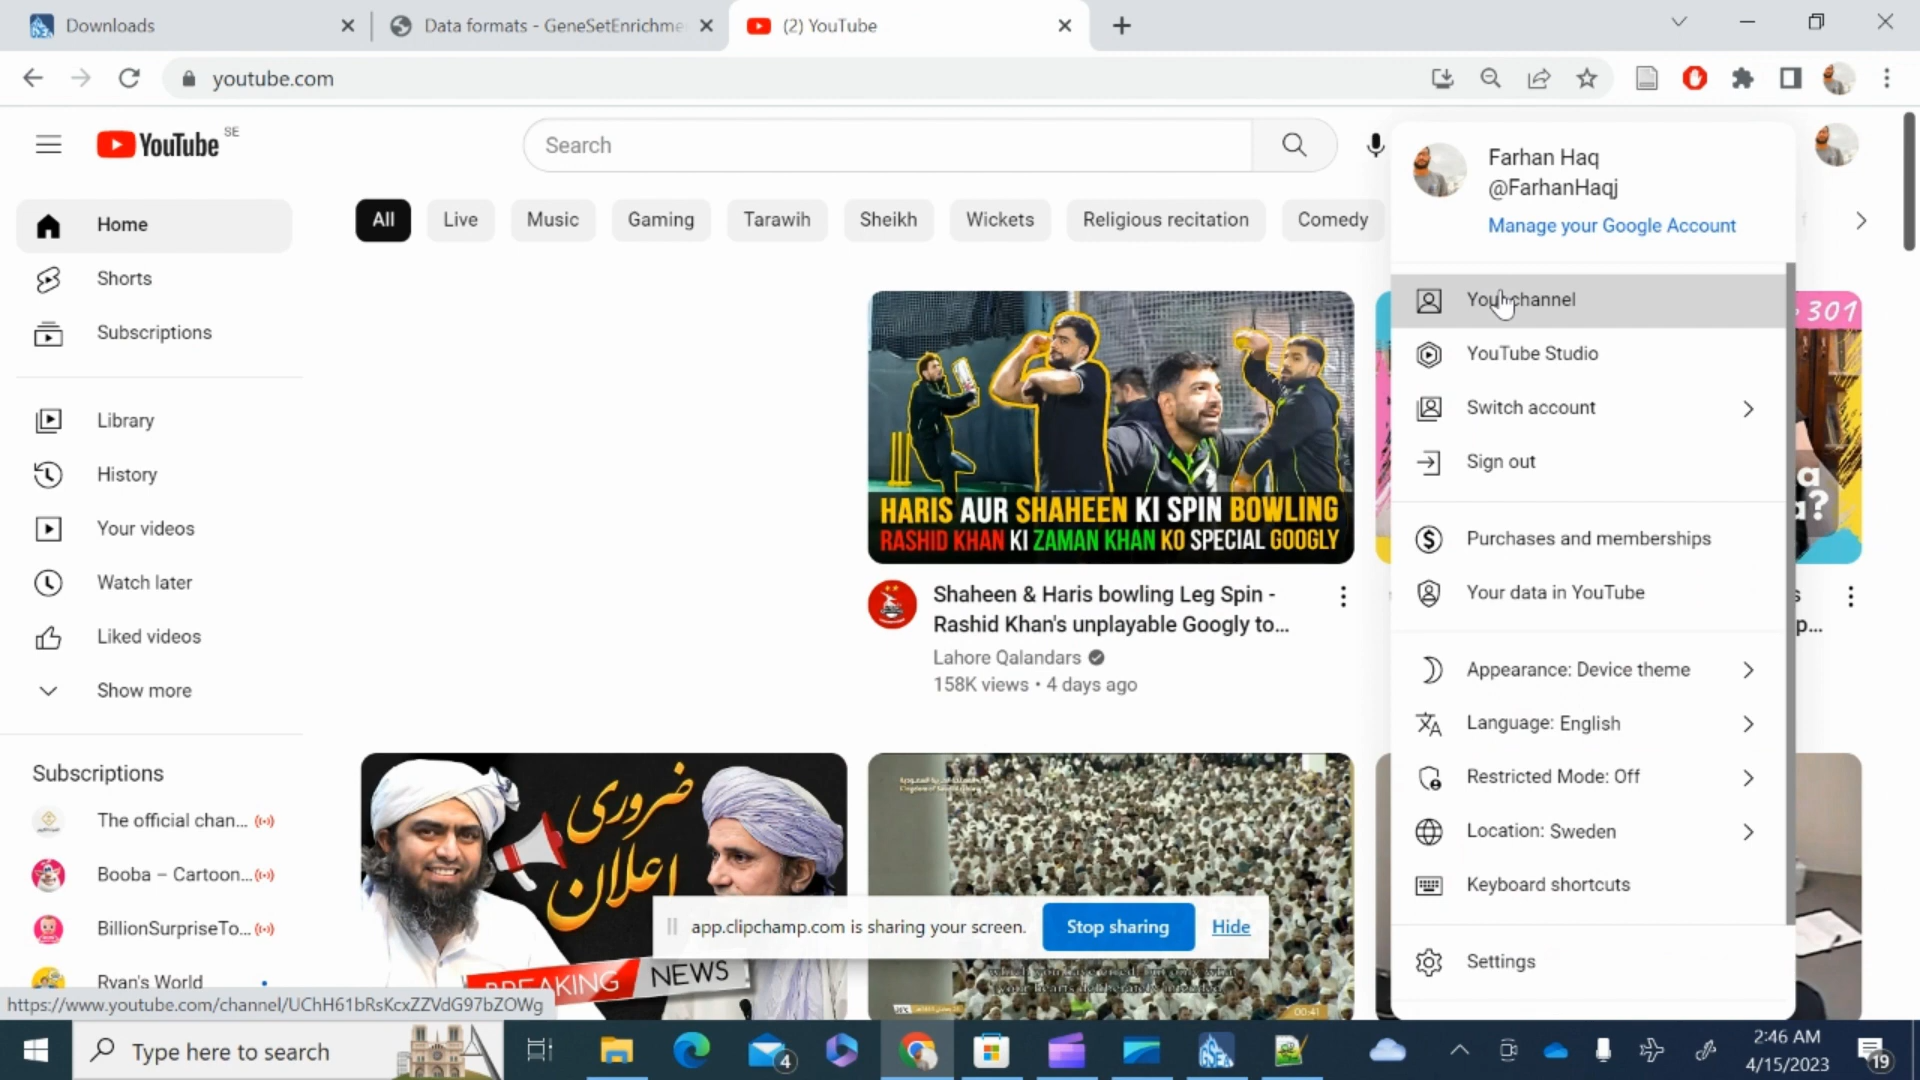 Downloads
Data formats - GeneSetEnrichme
(2) YouTube
youtube.com
YouTube SE
Search
Farhan Haq
@FarhanHaqj
Manage your Google Account
Home
Shorts
Subscriptions
Library
History
Your videos
Watch later
Liked videos
Show more
Subscriptions
The official chan...
Booba – Cartoon...
BillionSurpriseTo...
Ryan's World
All
Live
Music
Gaming
Tarawih
Sheikh
Wickets
Religious recitation
Comedy
HARIS AUR SHAHEEN KI SPIN BOWLING
RASHID KHAN KI ZAMAN KHAN KO SPECIAL GOOGLY
Shaheen & Haris bowling Leg Spin -
Rashid Khan's unplayable Googly to...
Lahore Qalandars
158K views • 4 days ago
301
a
a?
s
p...
channel
YouTube Studio
Switch account
Sign out
Purchases and memberships
Your data in YouTube
Appearance: Device theme
Language: English
Restricted Mode: Off
Location: Sweden
Keyboard shortcuts
Settings
ضروری
اعلان
BREAKING NEWS
00:41
app.clipchamp.com is sharing your screen.
Stop sharing
Hide
https://www.youtube.com/channel/UChH61bRsKcxZZVdG97bZOWg
Type here to search
4
GSEA
2:46 AM
4/15/2023
19